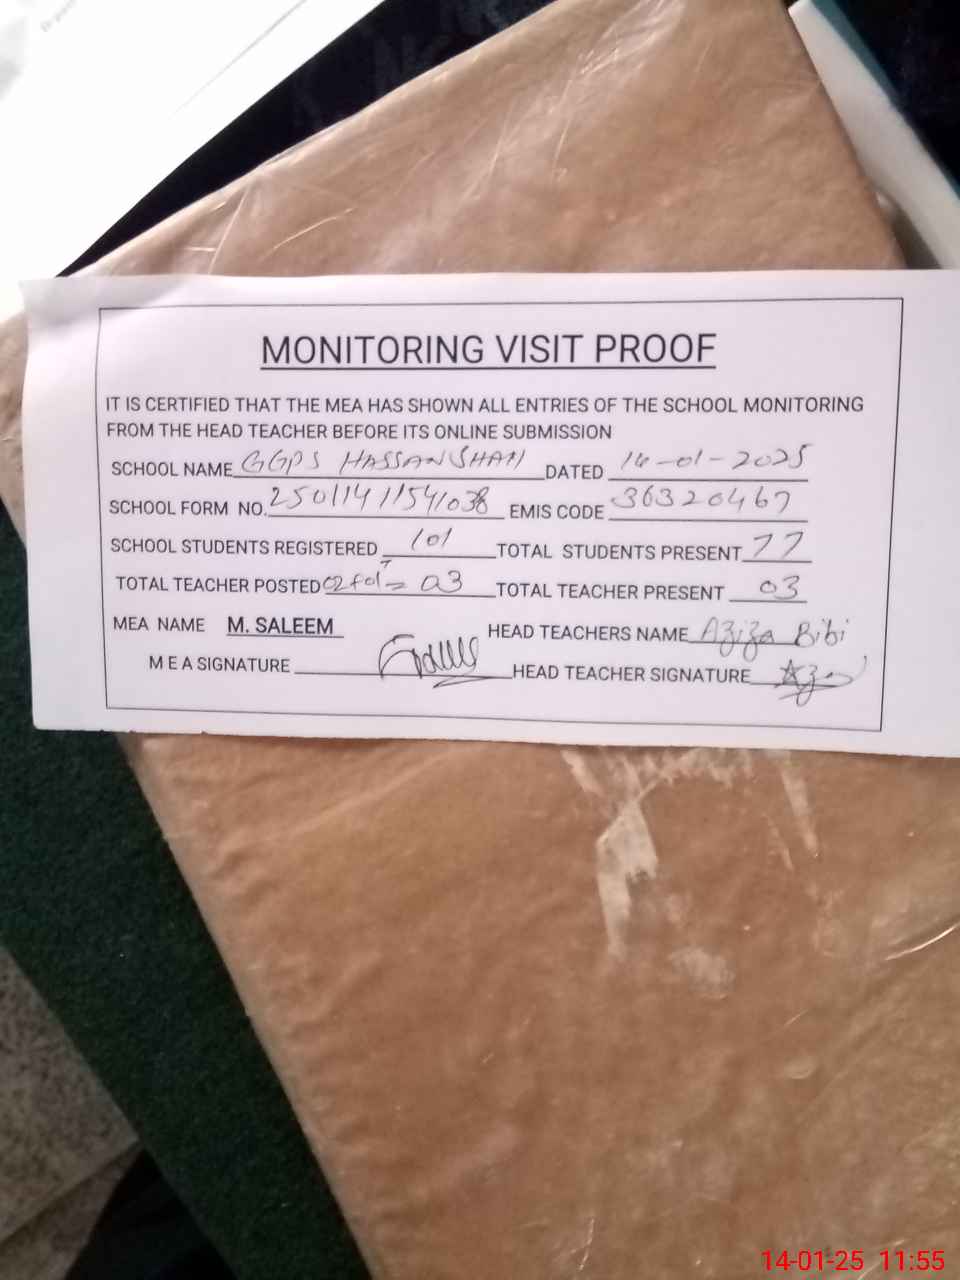 MONITORING VISIT PROOF
IT IS CERTIFIED THAT THE MEA HAS SHOWN ALL ENTRIES OF THE SCHOOL MONITORING
FROM THE HEAD TEACHER BEFORE ITS ONLINE SUBMISSION
SCHOOL NAME GGPS HASSAN SHAH DATED 14-01-2025
SCHOOL FORM NO. EMIS CODE 36320467
SCHOOL STUDENTS REGISTERED 101 TOTAL STUDENTS PRESENT 77
TOTAL TEACHER POSTED 02+01 = 03 TOTAL TEACHER PRESENT 03
MEA NAME M. SALEEM HEAD TEACHERS NAME Aziza Bibi
MEA SIGNATURE HEAD TEACHER SIGNATURE
14-01-25 11:55